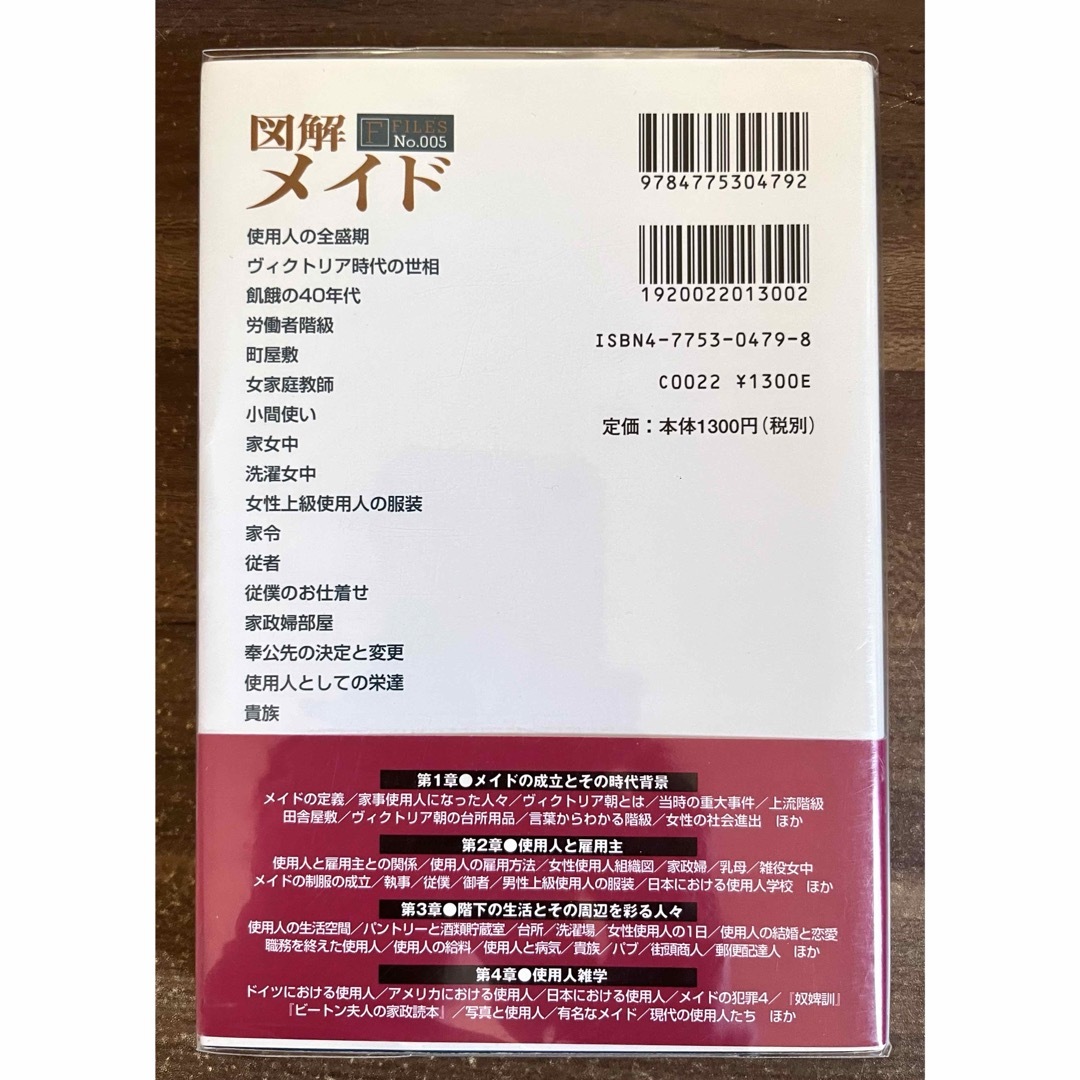 図解 F FILES No.005
メイド
使用人の全盛期
ヴィクトリア時代の世相
飢餓の40年代
労働者階級
町屋敷
女家庭教師
小間使い
家女中
洗濯女中
女性上級使用人の服装
家令
従者
従僕のお仕着せ
家政婦部屋
奉公先の決定と変更
使用人としての栄達
貴族
9784775304792
1920022013002
ISBN4-7753-0479-8
C0022 ¥1300E
定価：本体1300円（税別）
第1章●メイドの成立とその時代背景
メイドの定義／家事使用人になった人々／ヴィクトリア朝とは／当時の重大事件／上流階級
田舎屋敷／ヴィクトリア朝の台所用品／言葉からわかる階級／女性の社会進出　ほか
第2章●使用人と雇用主
使用人と雇用主との関係／使用人の雇用方法／女性使用人組織図／家政婦／乳母／雑役女中
メイドの制服の成立／執事／従僕／御者／男性上級使用人の服装／日本における使用人学校　ほか
第3章●階下の生活とその周辺を彩る人々
使用人の生活空間／パントリーと酒類貯蔵室／台所／洗濯場／女性使用人の1日／使用人の結婚と恋愛
職務を終えた使用人／使用人の給料／使用人と病気／貴族／パブ／街頭商人／郵便配達人　ほか
第4章●使用人雑学
ドイツにおける使用人／アメリカにおける使用人／日本における使用人／メイドの犯罪4／『奴婢訓』
『ビートン夫人の家政読本』／写真と使用人／有名なメイド／現代の使用人たち　ほか